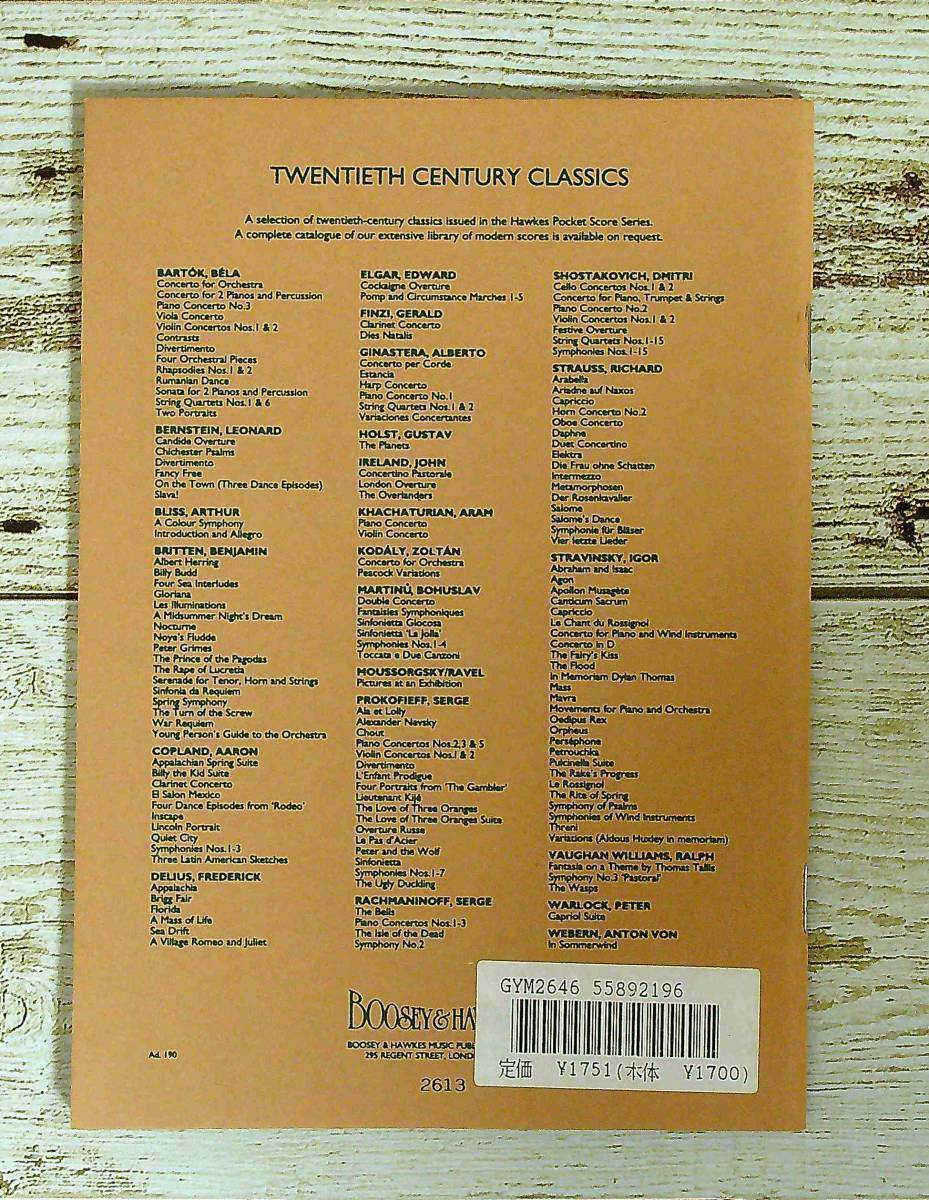 TWENTIETH CENTURY CLASSICS
A selection of twentieth-century classics issued in the Hawkes Pocket Score Series.
A complete catalogue of our extensive library of modern scores is available on request.
BARTÓK, BÉLA
Concerto for Orchestra
Concerto for 2 Pianos and Percussion
Piano Concerto No.3
Viola Concerto
Violin Concertos Nos.1 & 2
Contrasts
Divertimento
Four Orchestral Pieces
Rhapsodies Nos.1 & 2
Rumanian Dance
Sonata for 2 Pianos and Percussion
String Quartets Nos.1 & 6
Two Portraits
BERNSTEIN, LEONARD
Candide Overture
Chichester Psalms
Divertimento
Fancy Free
On the Town (Three Dance Episodes)
Slava!
BLISS, ARTHUR
A Colour Symphony
Introduction and Allegro
BRITTEN, BENJAMIN
Albert Herring
Billy Budd
Four Sea Interludes
Gloriana
Les Illuminations
A Midsummer Night's Dream
Nocturne
Noye's Fludde
Peter Grimes
The Prince of the Pagodas
The Rape of Lucretia
Serenade for Tenor, Horn and Strings
Sinfonia da Requiem
Spring Symphony
The Turn of the Screw
War Requiem
Young Person's Guide to the Orchestra
COPLAND, AARON
Appalachian Spring Suite
Billy the Kid Suite
Clarinet Concerto
El Salon Mexico
Four Dance Episodes from 'Rodeo'
Inscape
Lincoln Portrait
Quiet City
Symphonies Nos.1-3
Three Latin American Sketches
DELIUS, FREDERICK
Appalachia
Brigg Fair
Florida
A Mass of Life
Sea Drift
A Village Romeo and Juliet
ELGAR, EDWARD
Cockaigne Overture
Pomp and Circumstance Marches 1-5
FINZI, GERALD
Clarinet Concerto
Dies Natalis
GINASTERA, ALBERTO
Concerto per Corde
Estancia
Harp Concerto
Piano Concerto No.1
String Quartets Nos.1 & 2
Variaciones Concertantes
HOLST, GUSTAV
The Planets
IRELAND, JOHN
Concertino Pastorale
London Overture
The Overlanders
KHACHATURIAN, ARAM
Piano Concerto
Violin Concerto
KODÁLY, ZOLTÁN
Concerto for Orchestra
Peacock Variations
MARTINŮ, BOHUSLAV
Double Concerto
Fantaisies Symphoniques
Sinfonietta Giocosa
Sinfonietta 'La Jolla'
Symphonies Nos.1-4
Toccata e Due Canzoni
MOUSSORGSKY/RAVEL
Pictures at an Exhibition
PROKOFIEFF, SERGE
Ala et Lolly
Alexander Nevsky
Chout
Piano Concertos Nos.2,3 & 5
Violin Concertos Nos.1 & 2
Divertimento
L'Enfant Prodigue
Four Portraits from 'The Gambler'
Lieutenant Kijé
The Love of Three Oranges
The Love of Three Oranges Suite
Overture Russe
Le Pas d'Acier
Peter and the Wolf
Sinfonietta
Symphonies Nos.1-7
The Ugly Duckling
RACHMANINOFF, SERGE
The Bells
Piano Concertos Nos.1-3
The Isle of the Dead
Symphony No.2
SHOSTAKOVICH, DMITRI
Cello Concertos Nos.1 & 2
Concerto for Piano, Trumpet & Strings
Piano Concerto No.2
Violin Concertos Nos.1 & 2
Festive Overture
String Quartets Nos.1-15
Symphonies Nos.1-15
STRAUSS, RICHARD
Arabella
Ariadne auf Naxos
Capriccio
Horn Concerto No.2
Oboe Concerto
Daphne
Duet Concertino
Elektra
Die Frau ohne Schatten
Intermezzo
Metamorphosen
Der Rosenkavalier
Salome
Salome's Dance
Symphonie für Bläser
Vier letzte Lieder
STRAVINSKY, IGOR
Abraham and Isaac
Agon
Apollon Musagète
Canticum Sacrum
Capriccio
Le Chant du Rossignol
Concerto for Piano and Wind Instruments
Concerto in D
The Fairy's Kiss
The Flood
In Memoriam Dylan Thomas
Mass
Mavra
Movements for Piano and Orchestra
Oedipus Rex
Orpheus
Perséphone
Petrouchka
Pulcinella Suite
The Rake's Progress
Le Rossignol
The Rite of Spring
Symphony of Psalms
Symphonies of Wind Instruments
Threni
Variations (Aldous Huxley in memoriam)
VAUGHAN WILLIAMS, RALPH
Fantasia on a Theme by Thomas Tallis
Symphony No.3 'Pastoral'
The Wasps
WARLOCK, PETER
Capriol Suite
WEBERN, ANTON VON
In Sommerwind
BOOSEY & HA
BOOSEY & HAWKES MUSIC PUB
295 REGENT STREET, LOND
Ad. 190
2613
GYM2646 55892196
定価 ¥1751(本体 ¥1700)